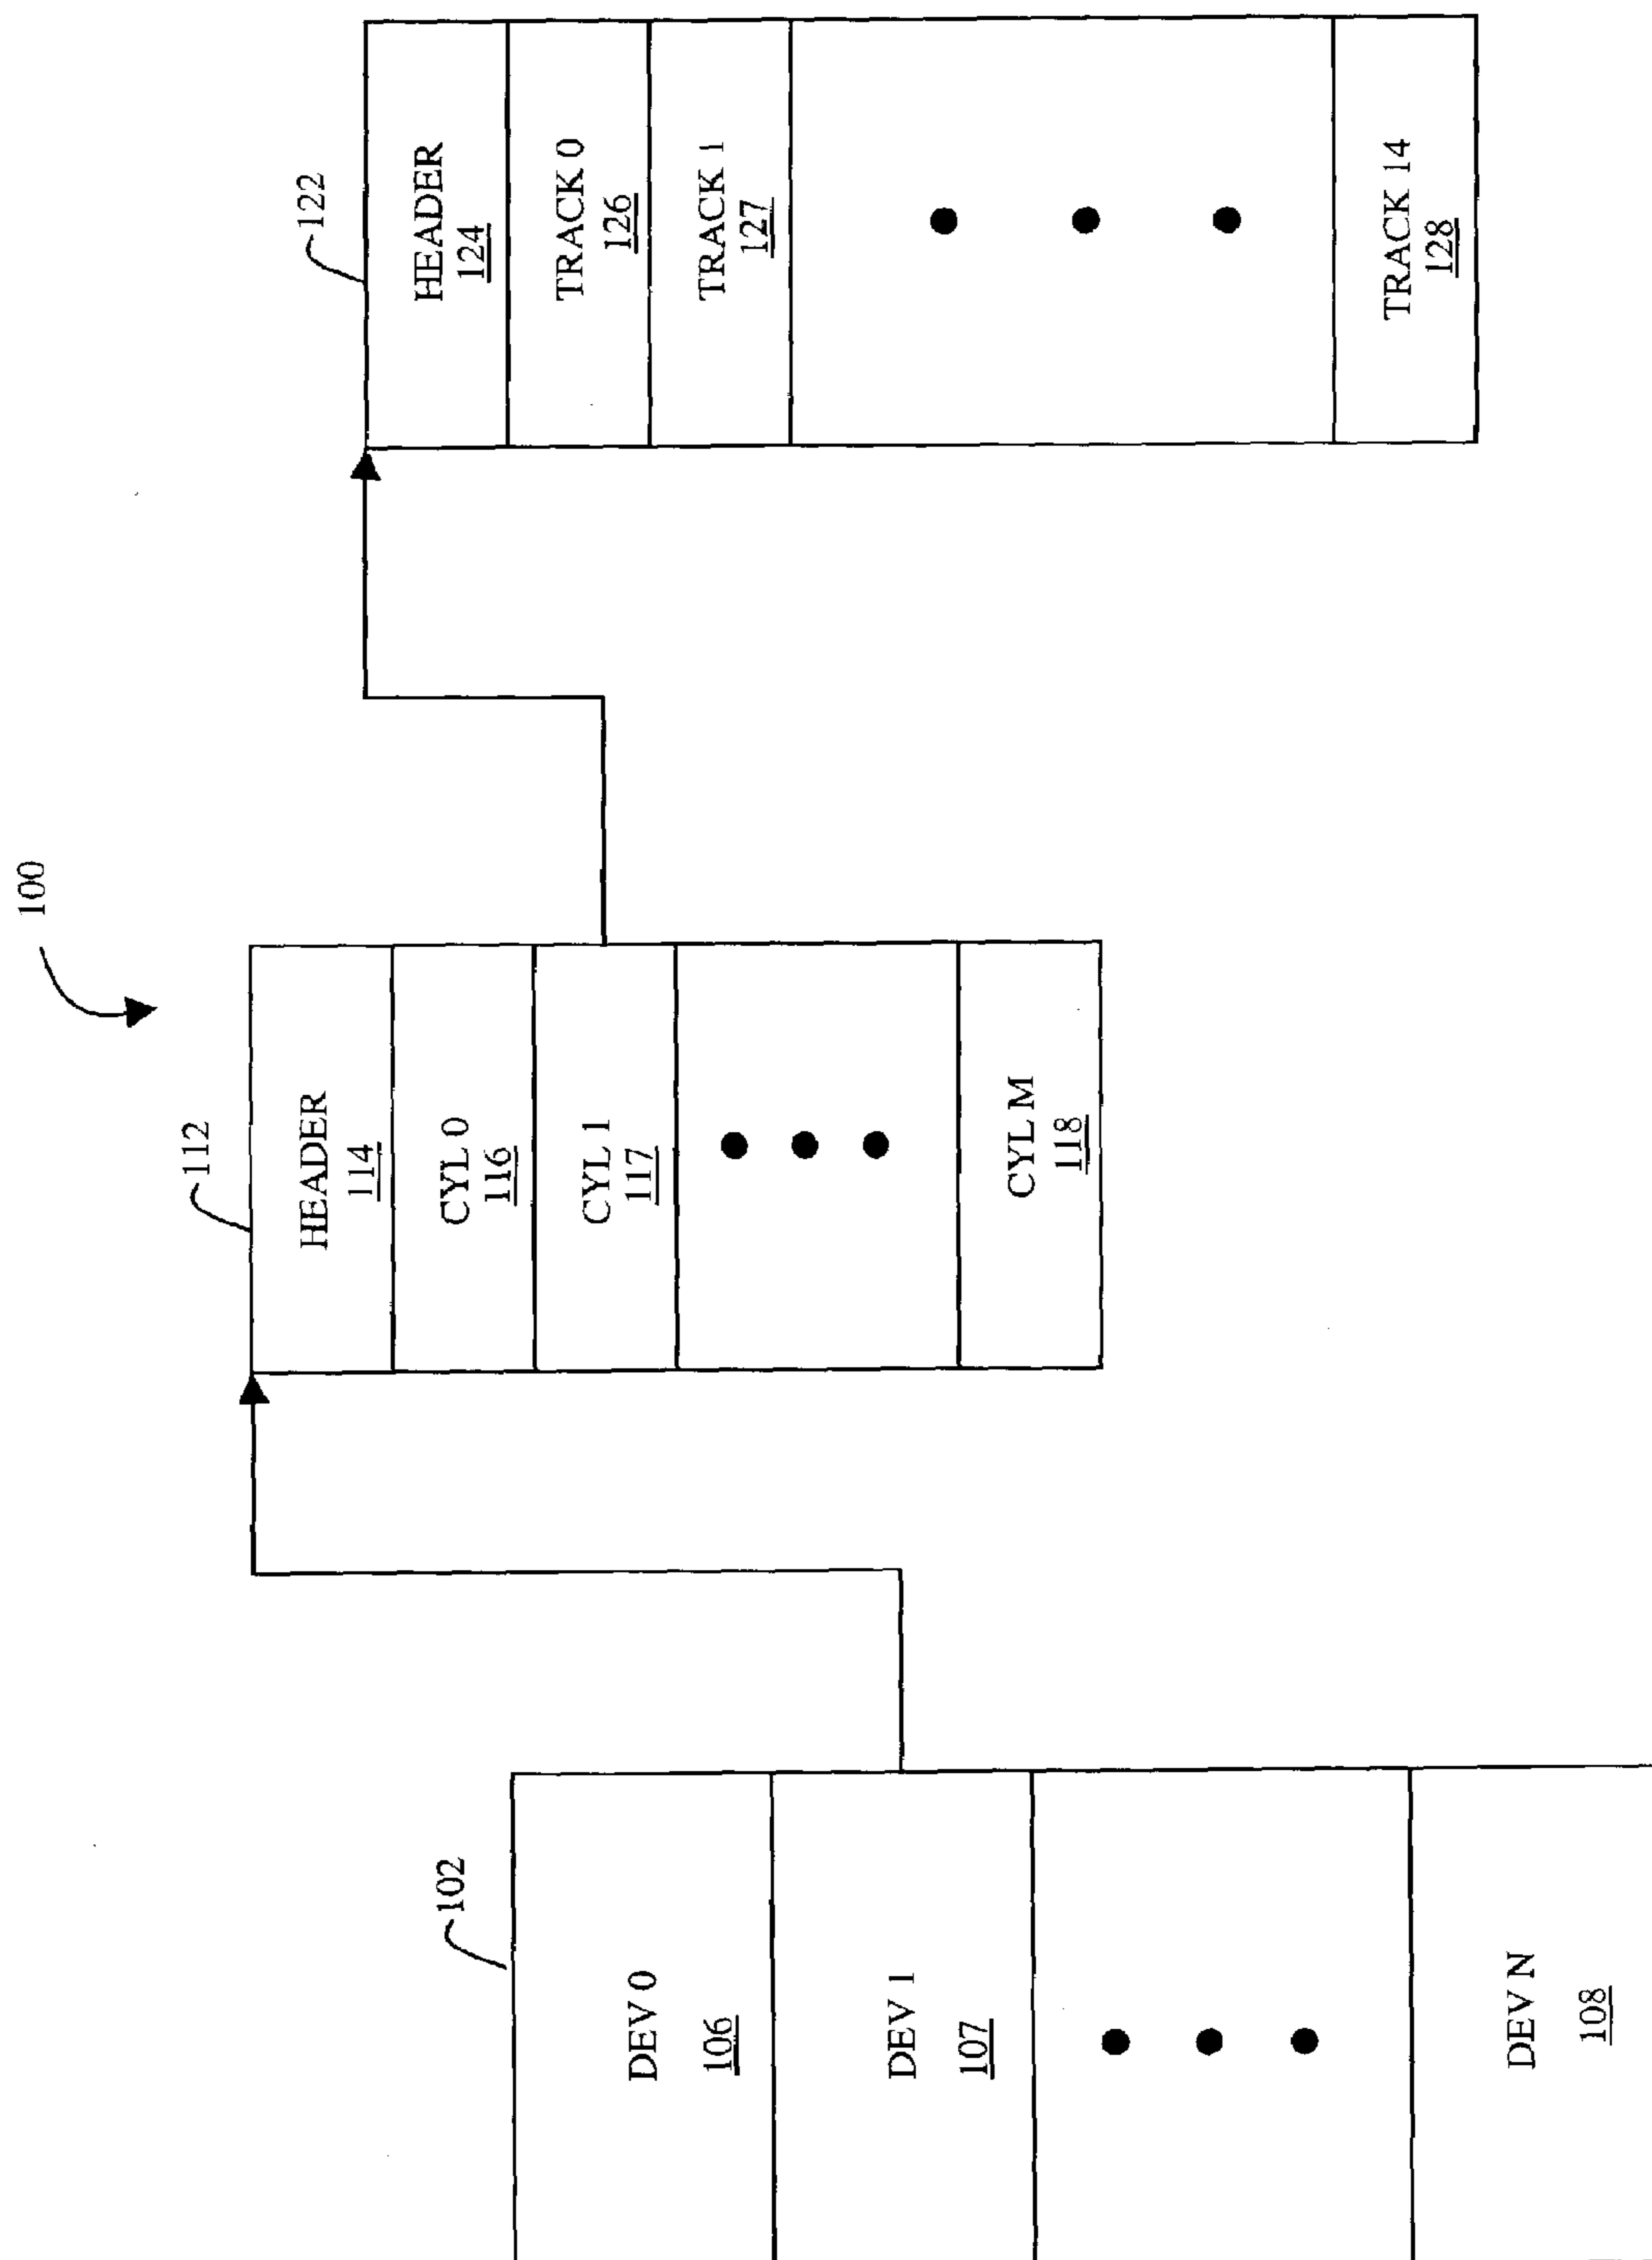 100
102
DEV 0
106
DEV 1
107
DEV N
108
112
HEADER
114
CYL 0
116
CYL 1
117
CYL M
118
122
HEADER
124
TRACK 0
126
TRACK 1
127
TRACK 14
128